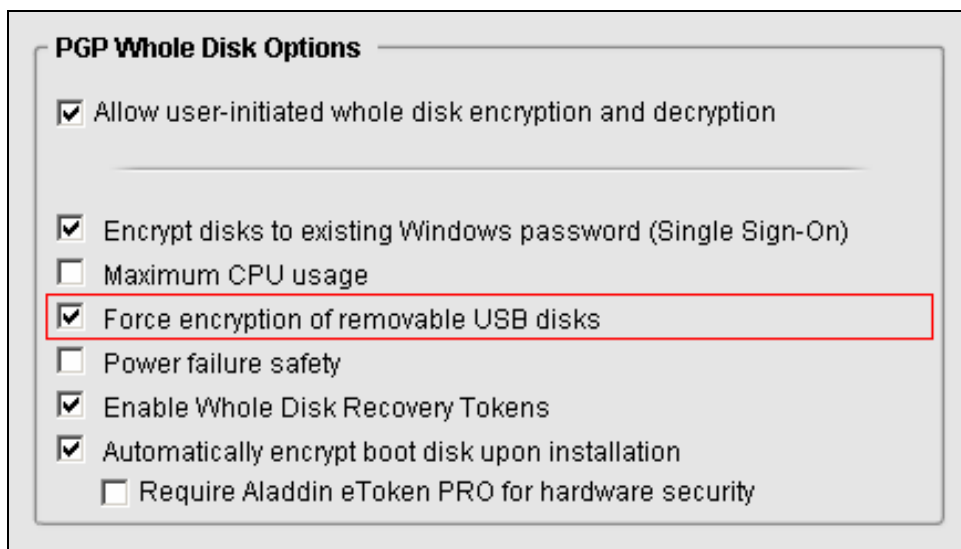 PGP Whole Disk Options
Allow user-initiated whole disk encryption and decryption
Encrypt disks to existing Windows password (Single Sign-On)
Maximum CPU usage
Force encryption of removable USB disks
Power failure safety
Enable Whole Disk Recovery Tokens
Automatically encrypt boot disk upon installation
Require Aladdin eToken PRO for hardware security